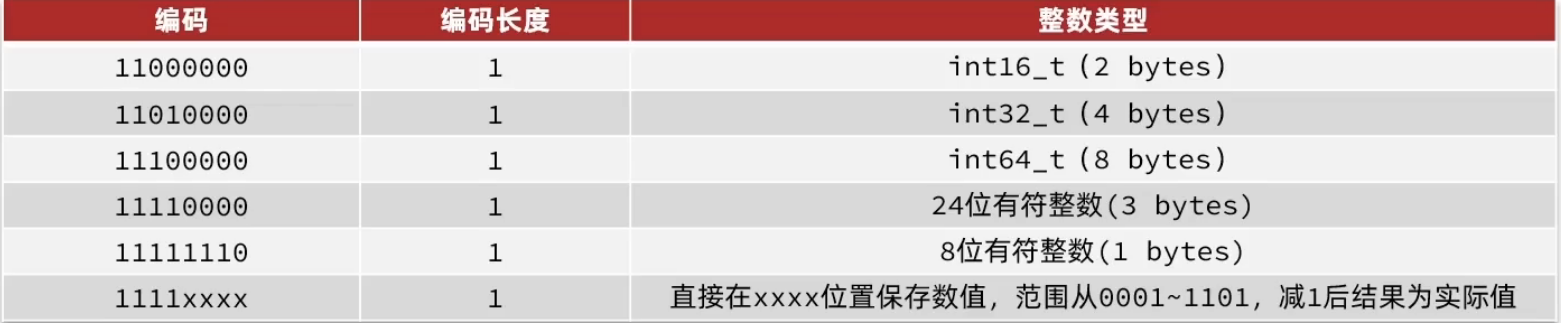 编码 编码长度 整数类型
11000000 1 int16_t (2 bytes)
11010000 1 int32_t (4 bytes)
11100000 1 int64_t (8 bytes)
11110000 1 24位有符整数(3 bytes)
11111110 1 8位有符整数(1 bytes)
1111xxxx 1 直接在xxxx位置保存数值，范围从0001~1101，减1后结果为实际值